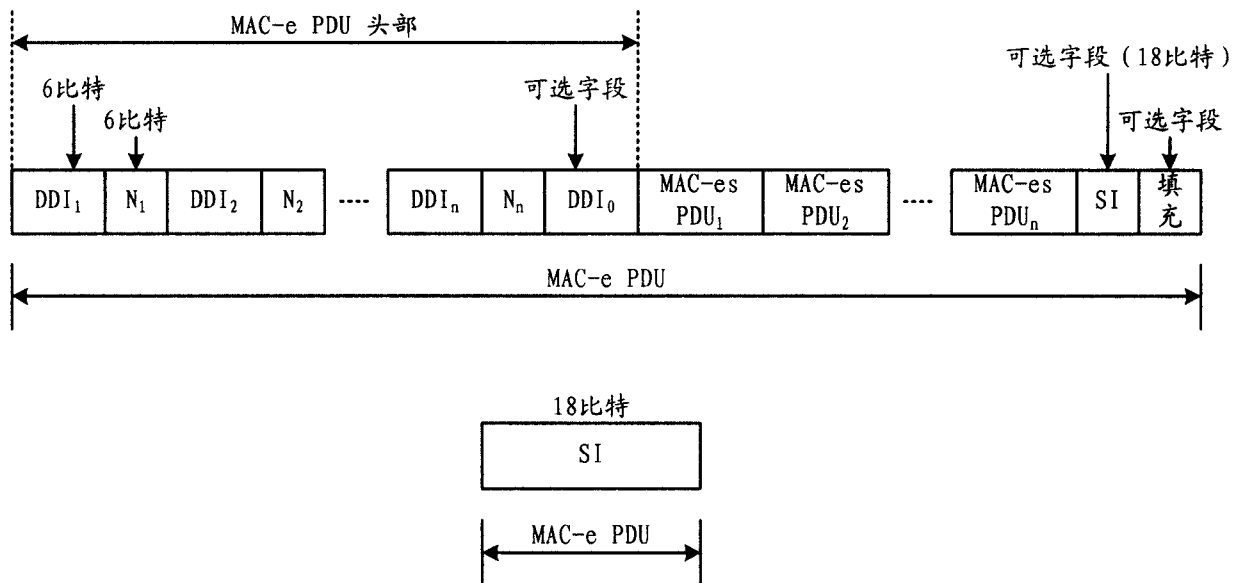 MAC-e PDU 头部
可选字段（18比特）
6比特
可选字段
6比特
可选字段
DDI₁ N₁ DDI₂ N₂ ---- DDIₙ Nₙ DDI₀ MAC-es PDU₁ MAC-es PDU₂ ---- MAC-es PDUₙ SI 填充
MAC-e PDU
18比特
SI
MAC-e PDU